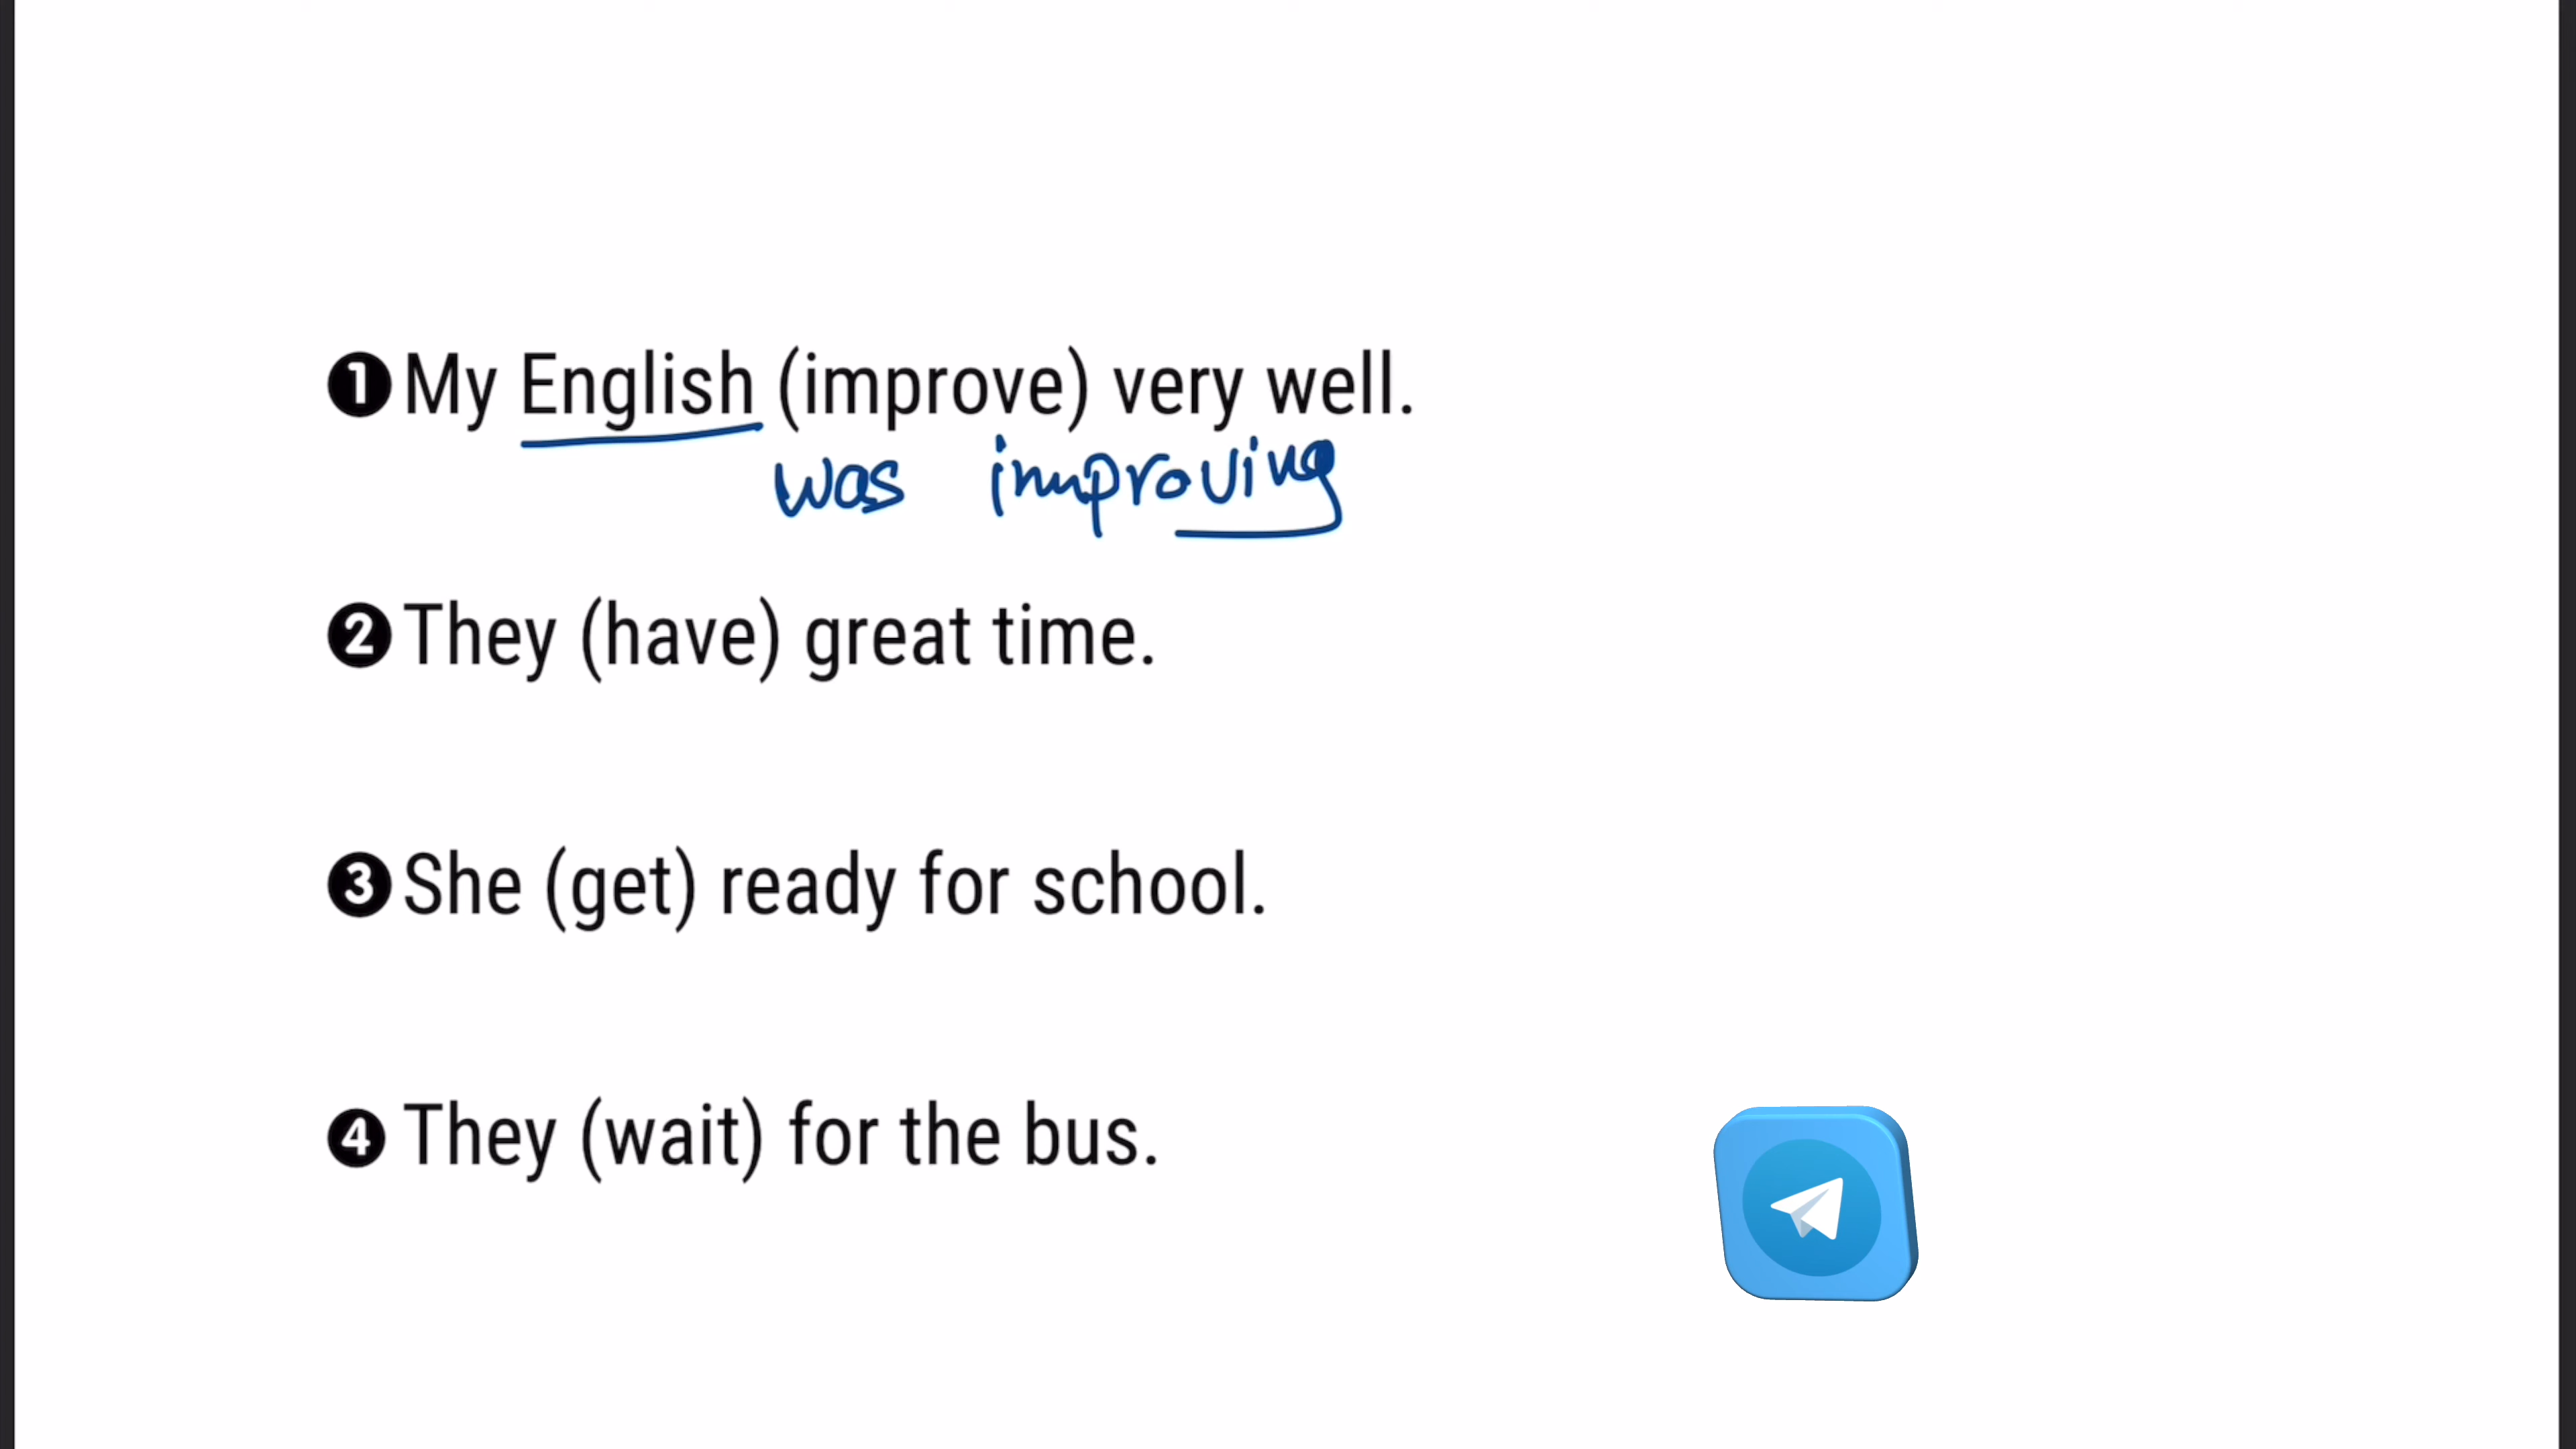 ❶ My English (improve) very well.
was improving
❷ They (have) great time.
❸ She (get) ready for school.
❹ They (wait) for the bus.